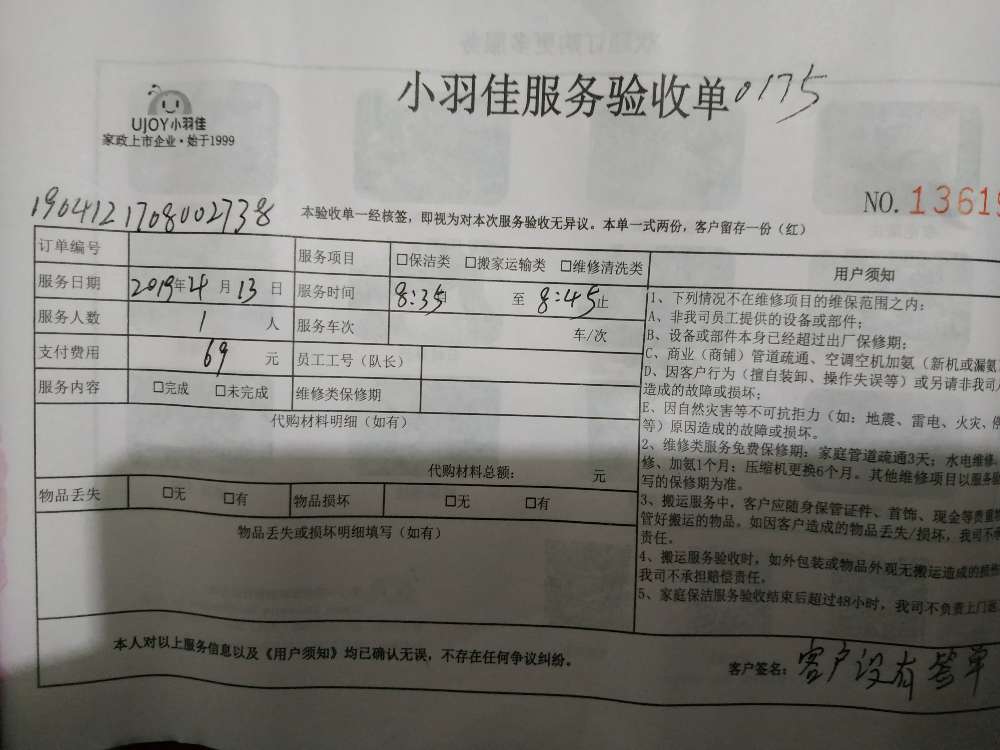 小羽佳服务验收单 0175
UJOY小羽佳
家政上市企业·始于1999
NO. 13619
1904121708002738
本验收单一经核签，即视为对本次服务验收无异议。本单一式两份，客户留存一份（红）
订单编号 服务项目 □保洁类 □搬家运输类 □维修清洗类
服务日期 2019年4月13日 服务时间 8:35 至 8:45止
服务人数 1 人 服务车次 车/次
支付费用 69 元 员工工号（队长）
服务内容 □完成 □未完成 维修类保修期
代购材料明细（如有）
代购材料总额： 元
物品丢失 □无 □有 物品损坏 □无 □有
物品丢失或损坏明细填写（如有）
用户须知
1、下列情况不在维修项目的维保范围之内：
A、非我司员工提供的设备或部件；
B、设备或部件本身已经超过出厂保修期；
C、商业（商铺）管道疏通、空调空机加氨（新机或漏氨
D、因客户行为（擅自装卸、操作失误等）或另请非我司
造成的故障或损坏；
E、因自然灾害等不可抗拒力（如：地震、雷电、火灾、停
等）原因造成的故障或损坏。
2、维修类服务免费保修期：家庭管道疏通3天；水电维修
修、加氨1个月；压缩机更换6个月。其他维修项目以服务
写的保修期为准。
3、搬运服务中，客户应随身保管证件、首饰、现金等贵重
管好搬运的物品。如因客户造成的物品丢失/损坏，我司不
责任。
4、搬运服务验收时，如外包装或物品外观无搬运造成的损
我司不承担赔偿责任。
5、家庭保洁服务验收结束后超过48小时，我司不负责上门返
本人对以上服务信息以及《用户须知》均已确认无误，不存在任何争议纠纷。
客户签名：客户没有签单